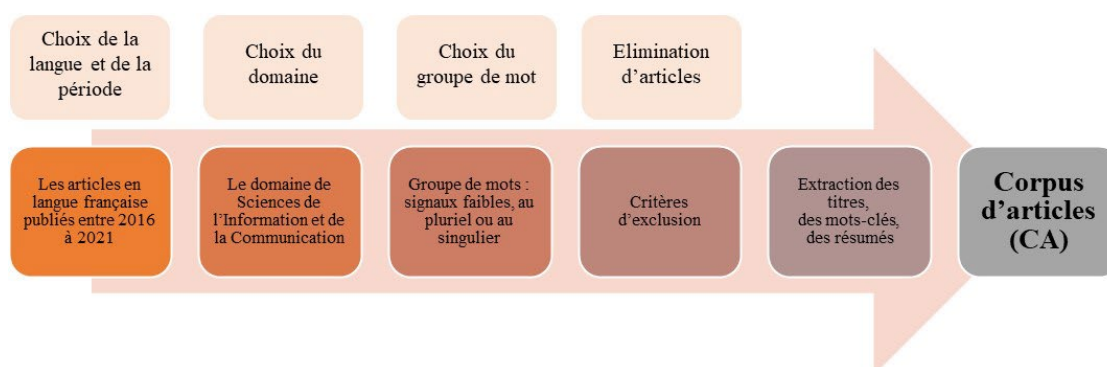 Choix de la
langue et de la
période
Choix du
domaine
Choix du
groupe de mot
Elimination
d’articles
Les articles en
langue française
publiés entre 2016
à 2021
Le domaine de
Sciences de
l’Information et de
la Communication
Groupe de mots :
signaux faibles, au
pluriel ou au
singulier
Critères
d’exclusion
Extraction des
titres,
des mots-clés,
des résumés
Corpus
d’articles
(CA)